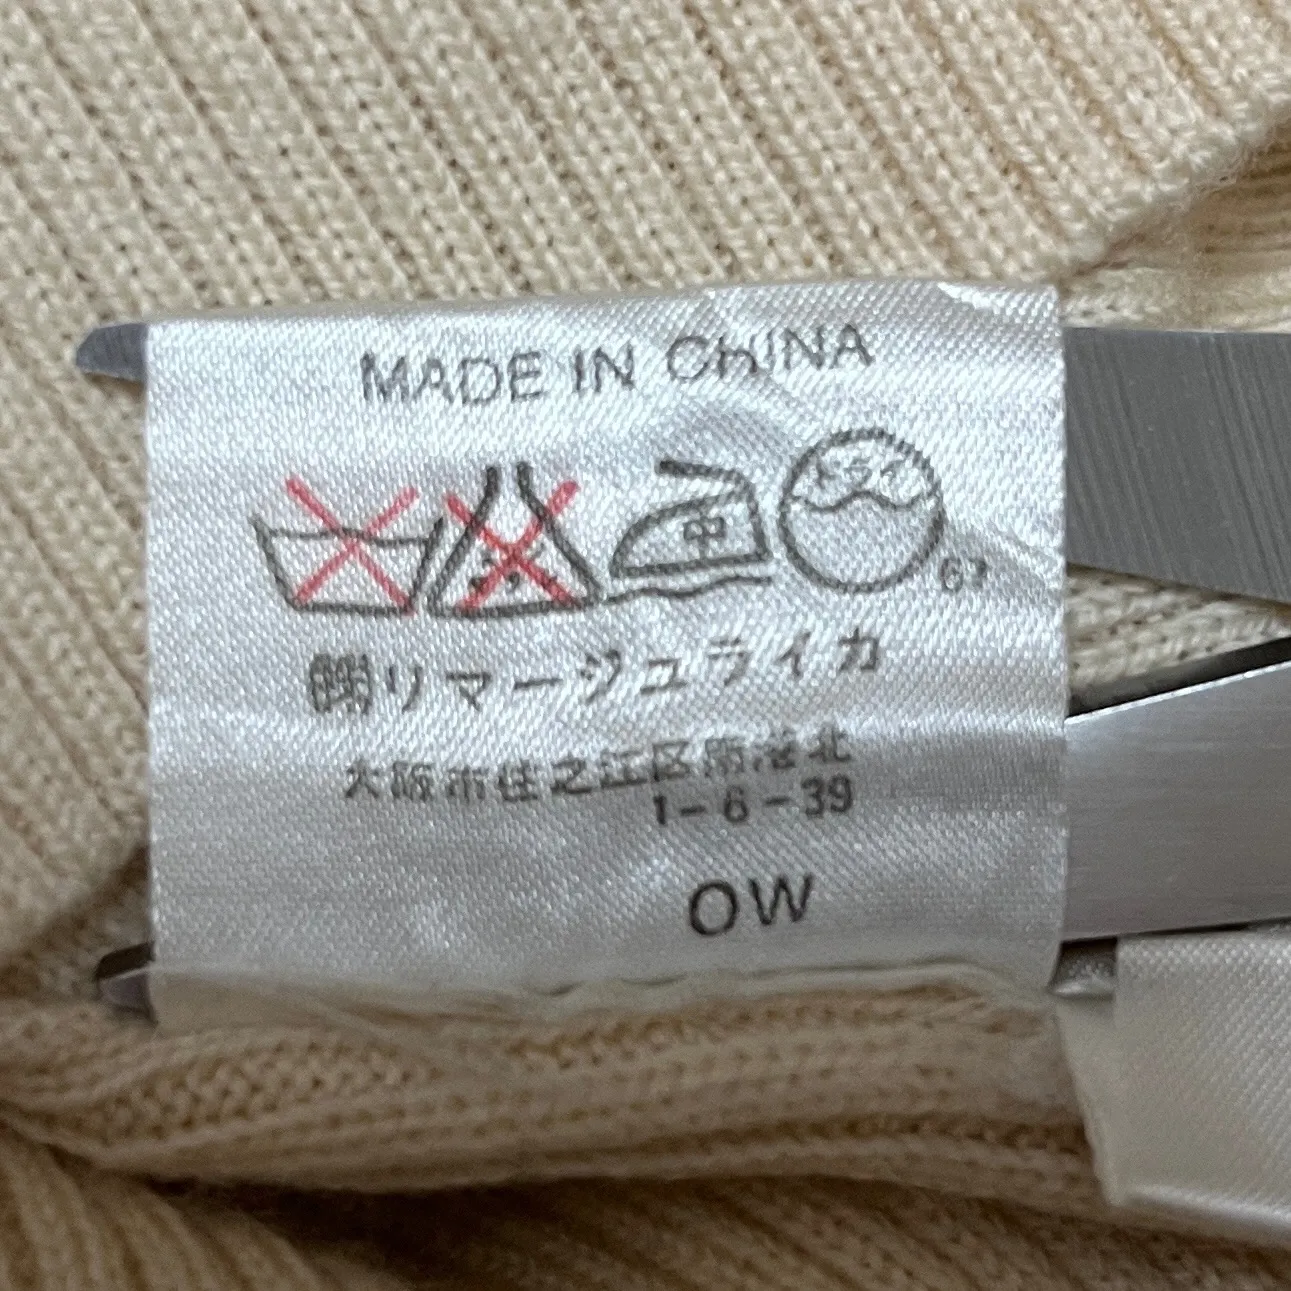 MADE IN CHINA
中 ドライ
67
㈱リマージュライカ
大阪市住之江区南港北
1-6-39
OW